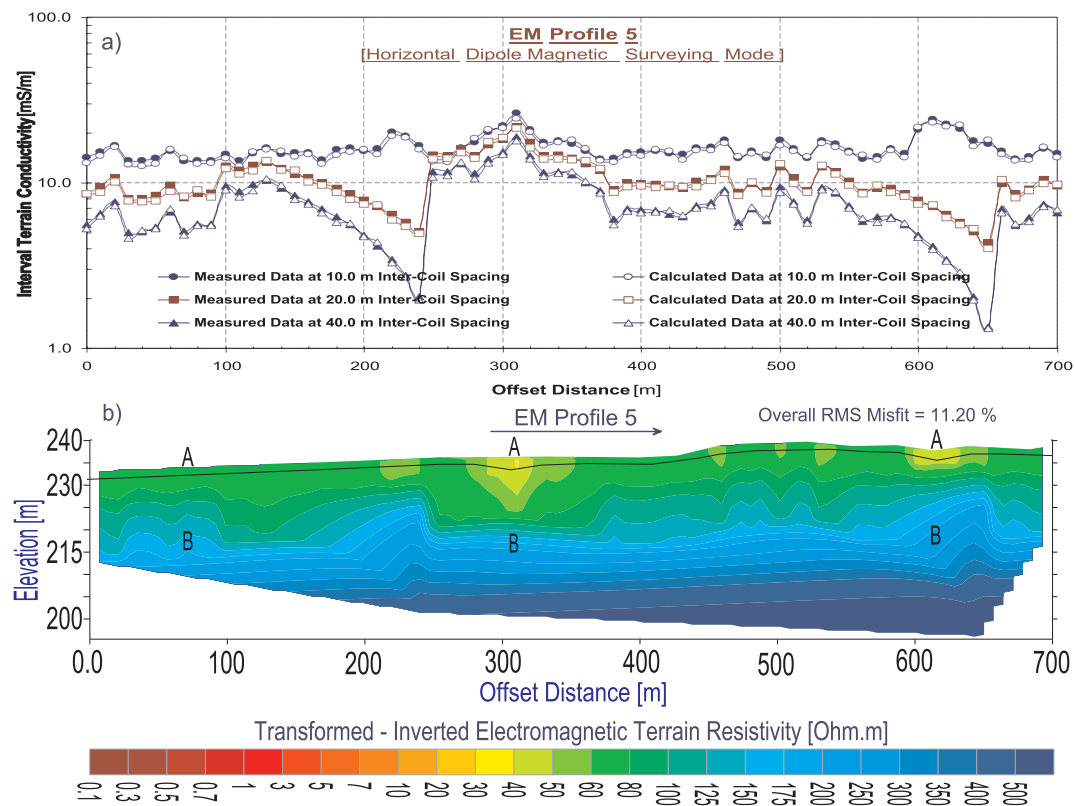 100.0
a)
EM Profile 5
[Horizontal Dipole Magnetic Surveying Mode]
Interval Terrain Conductivity[mS/m]
10.0
Measured Data at 10.0 m Inter-Coil Spacing
Calculated Data at 10.0 m Inter-Coil Spacing
Measured Data at 20.0 m Inter-Coil Spacing
Calculated Data at 20.0 m Inter-Coil Spacing
Measured Data at 40.0 m Inter-Coil Spacing
Calculated Data at 40.0 m Inter-Coil Spacing
1.0
0 100 200 300 400 500 600 700
Offset Distance [m]
b)
EM Profile 5
Overall RMS Misfit = 11.20 %
240
A A A
230
B B B
215
200
Elevation [m]
0.0 100 200 300 400 500 600 700
Offset Distance [m]
Transformed - Inverted Electromagnetic Terrain Resistivity [Ohm.m]
0.1 0.3 0.5 0.7 1 3 5 7 10 20 30 40 50 60 80 100 125 150 175 200 250 300 350 400 500